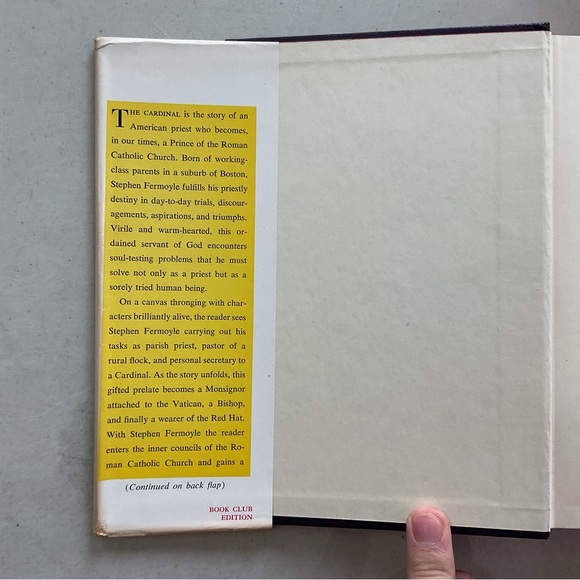 THE CARDINAL is the story of an
American priest who becomes,
in our times, a Prince of the Roman
Catholic Church. Born of working-
class parents in a suburb of Boston,
Stephen Fermoyle fulfills his priestly
destiny in day-to-day trials, discour-
agements, aspirations, and triumphs.
Virile and warm-hearted, this or-
dained servant of God encounters
soul-testing problems that he must
solve not only as a priest but as a
sorely tried human being.
On a canvas thronging with char-
acters brilliantly alive, the reader sees
Stephen Fermoyle carrying out his
tasks as parish priest, pastor of a
rural flock, and personal secretary to
a Cardinal. As the story unfolds, this
gifted prelate becomes a Monsignor
attached to the Vatican, a Bishop,
and finally a wearer of the Red Hat.
With Stephen Fermoyle the reader
enters the inner councils of the Ro-
man Catholic Church and gains a
(Continued on back flap)
BOOK CLUB
EDITION